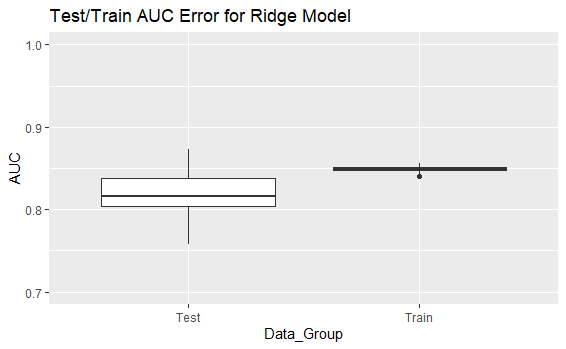 Test/Train AUC Error for Ridge Model
1.0
0.9
0.8
0.7
AUC
Test Train
Data_Group